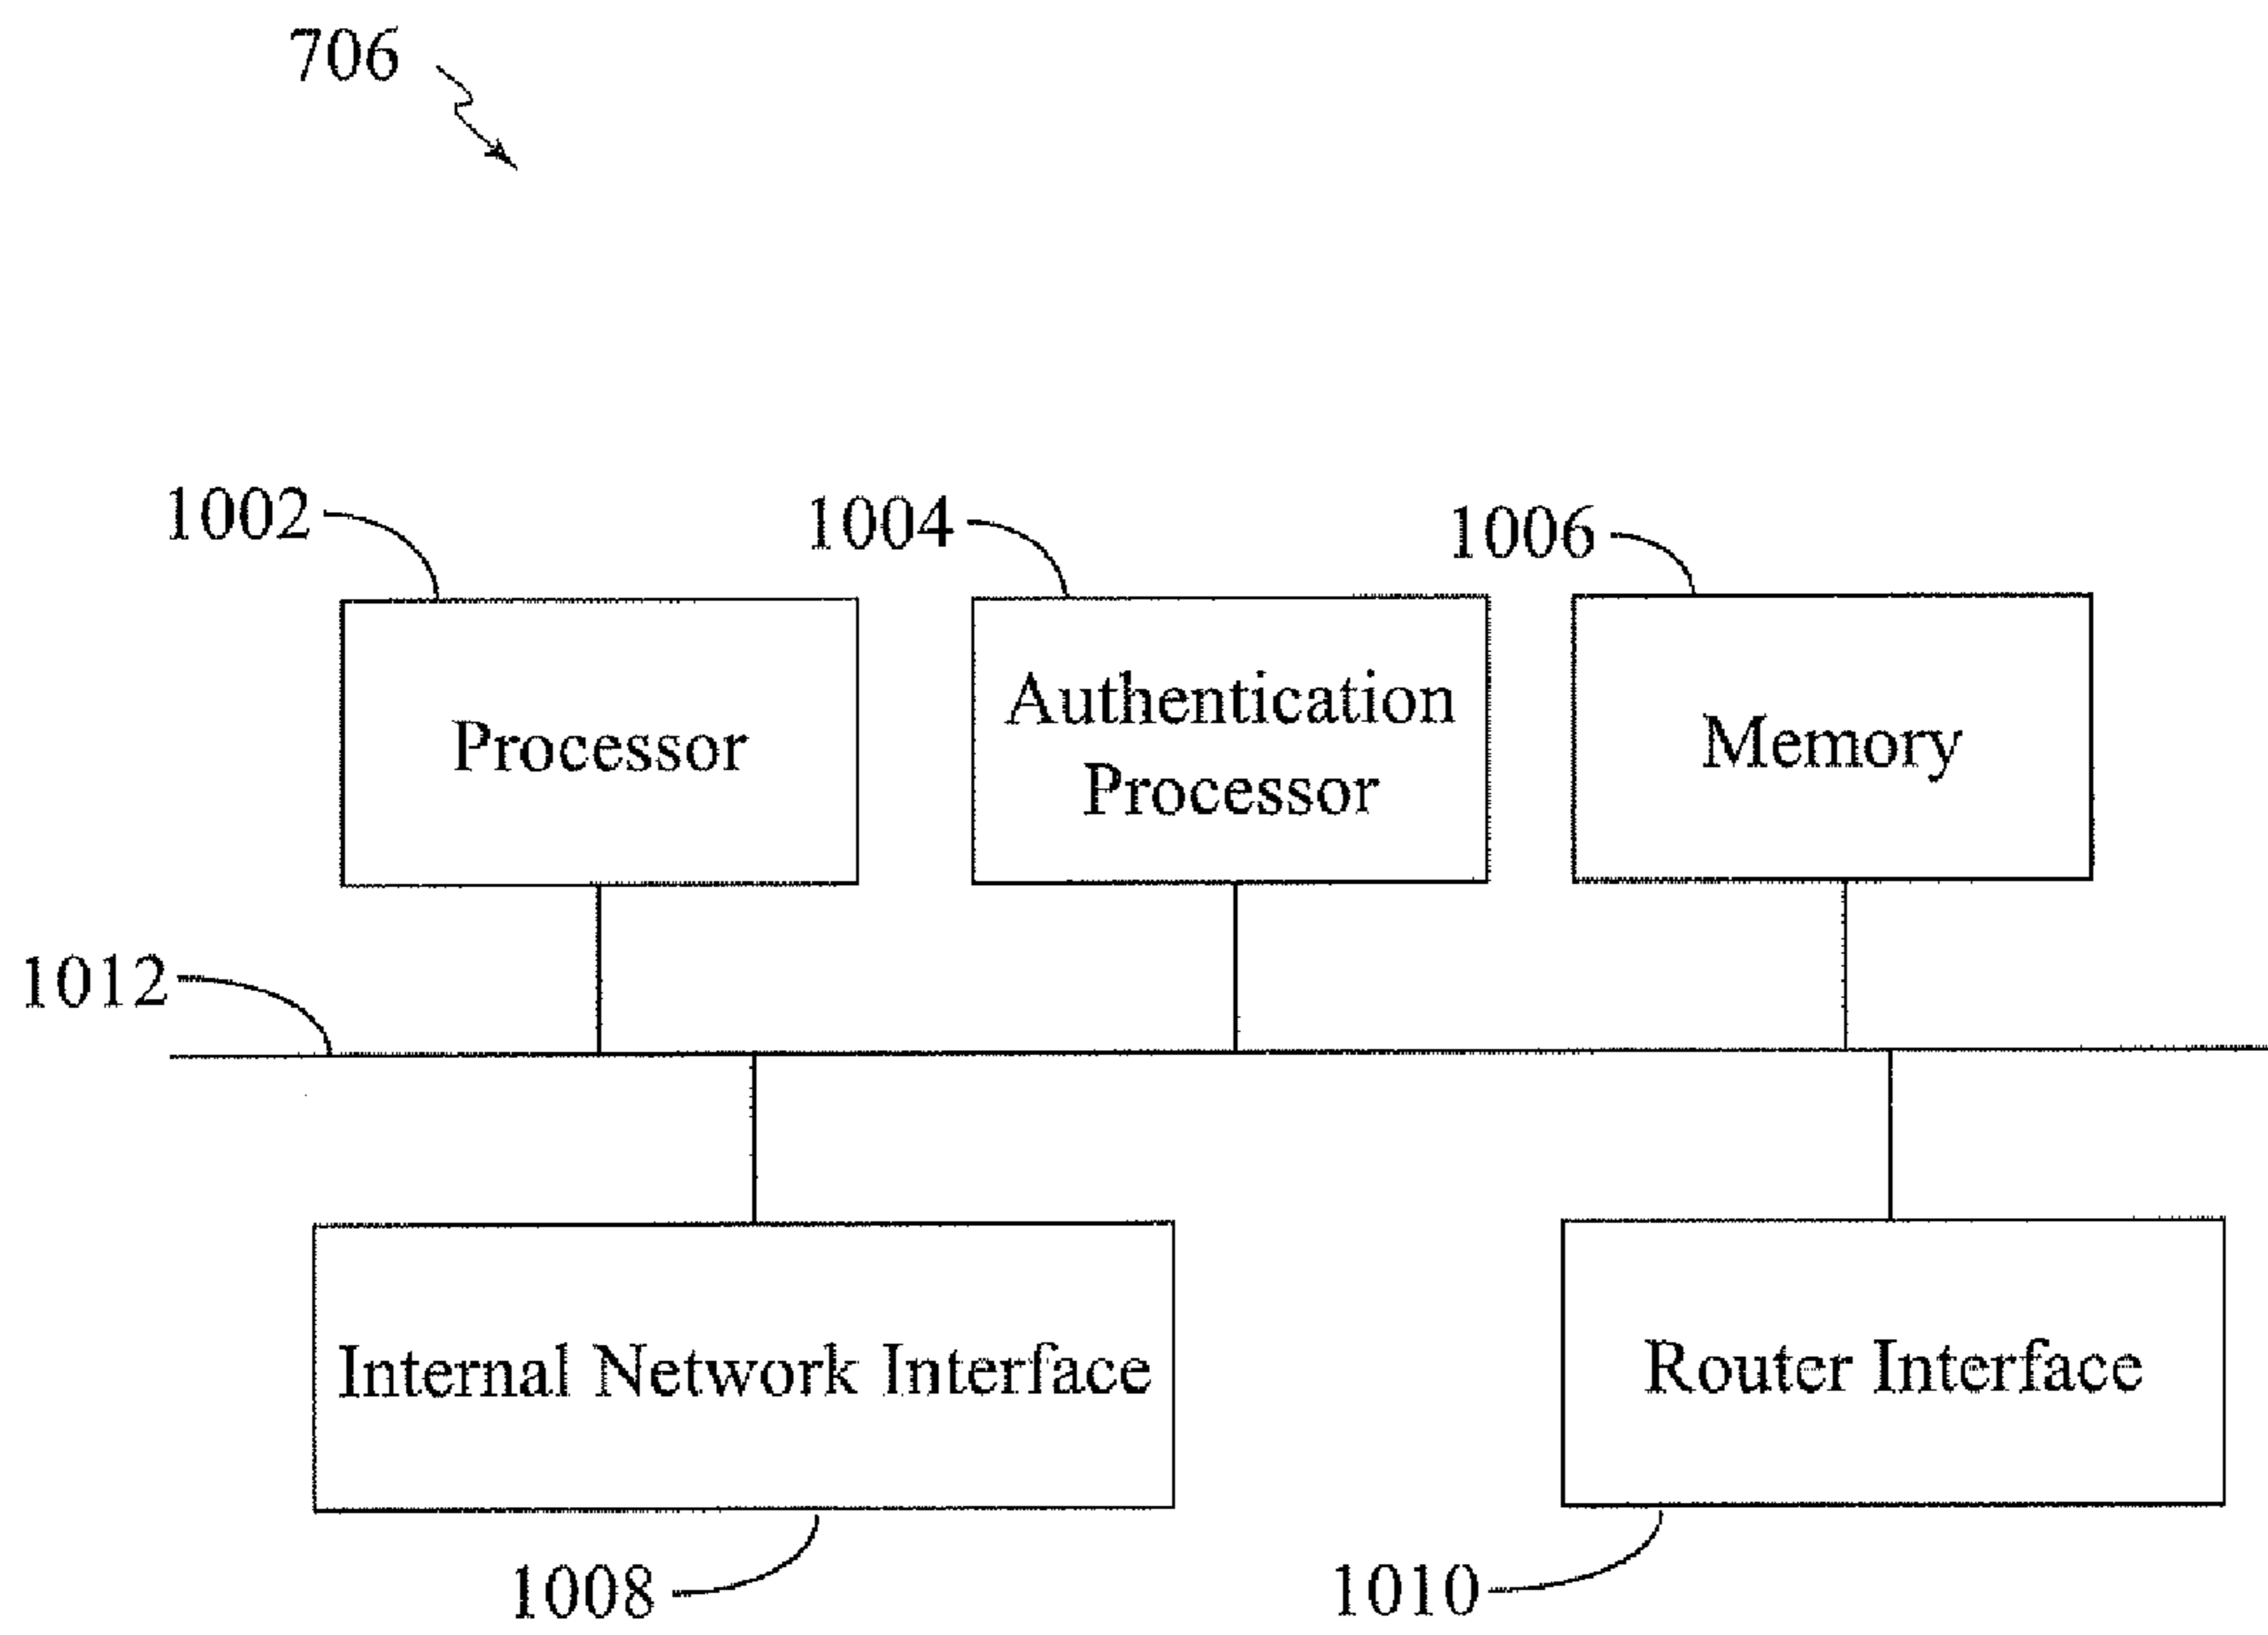 706
1002
1004
1006
Processor
Authentication
Processor
Memory
1012
Internal Network Interface
Router Interface
1008
1010